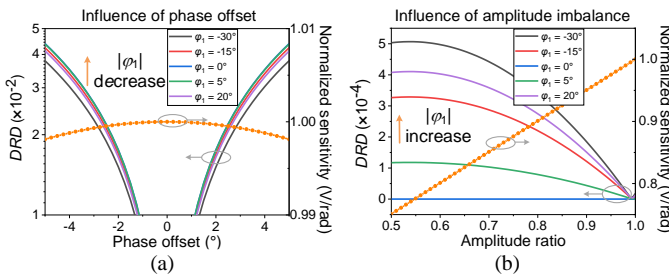 Influence of phase offset
DRD (×10⁻²)
5
4
3
2
1
|φ₁|
decrease
φ₁ = -30°
φ₁ = -15°
φ₁ = 0°
φ₁ = 5°
φ₁ = 20°
1.01
1.00
0.99
Normalized sensitivity (V/rad)
-4 -2 0 2 4
Phase offset (°)
(a)
Influence of amplitude imbalance
DRD (×10⁻⁴)
5
4
3
2
1
0
|φ₁|
increase
φ₁ = -30°
φ₁ = -15°
φ₁ = 0°
φ₁ = 5°
φ₁ = 20°
1.0
0.9
0.8
Normalized sensitivity (V/rad)
0.5 0.6 0.7 0.8 0.9 1.0
Amplitude ratio
(b)